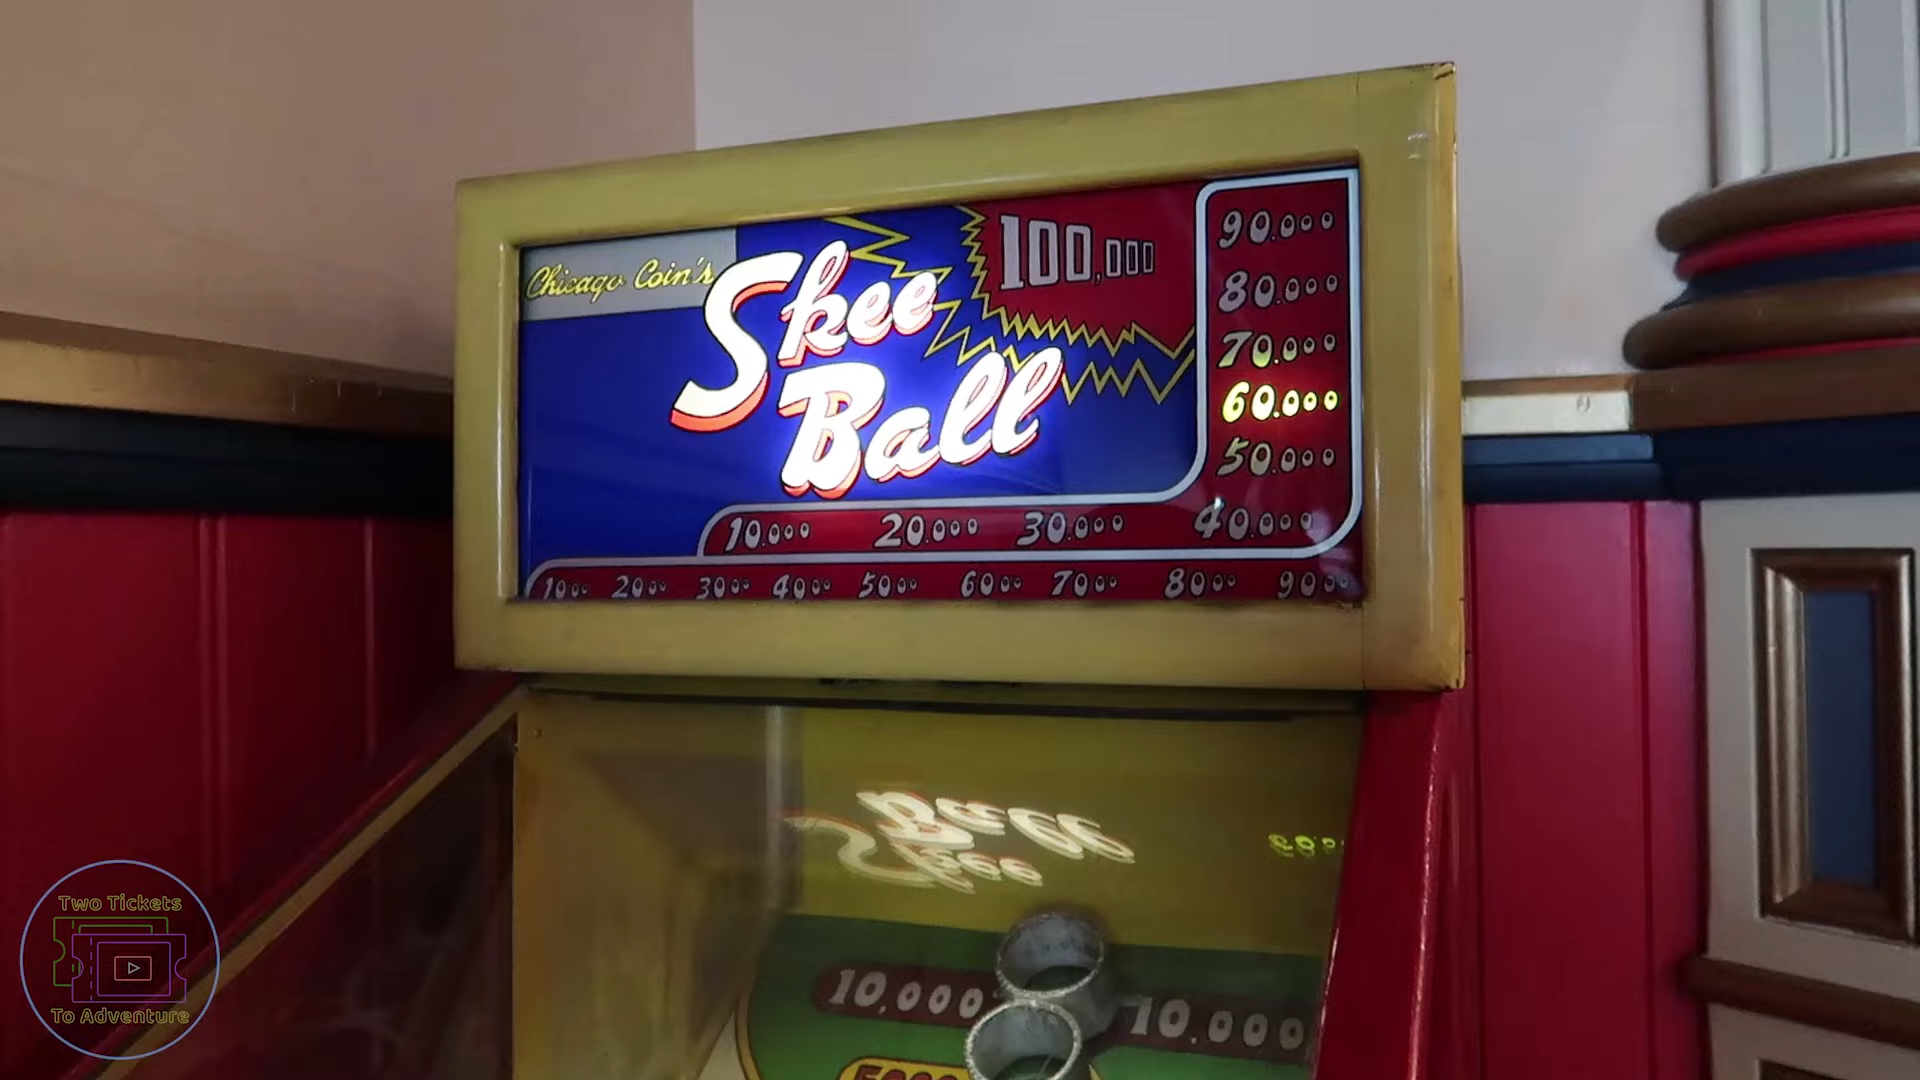 Chicago Coin's
Skee
Ball
100,000
90.000
80.000
70.000
60.000
50.000
10.000 20.000 30.000 40.000
1000 2000 3000 4000 5000 6000 7000 8000 9000
Ball
Skee
10,000 10.000
Two Tickets
To Adventure